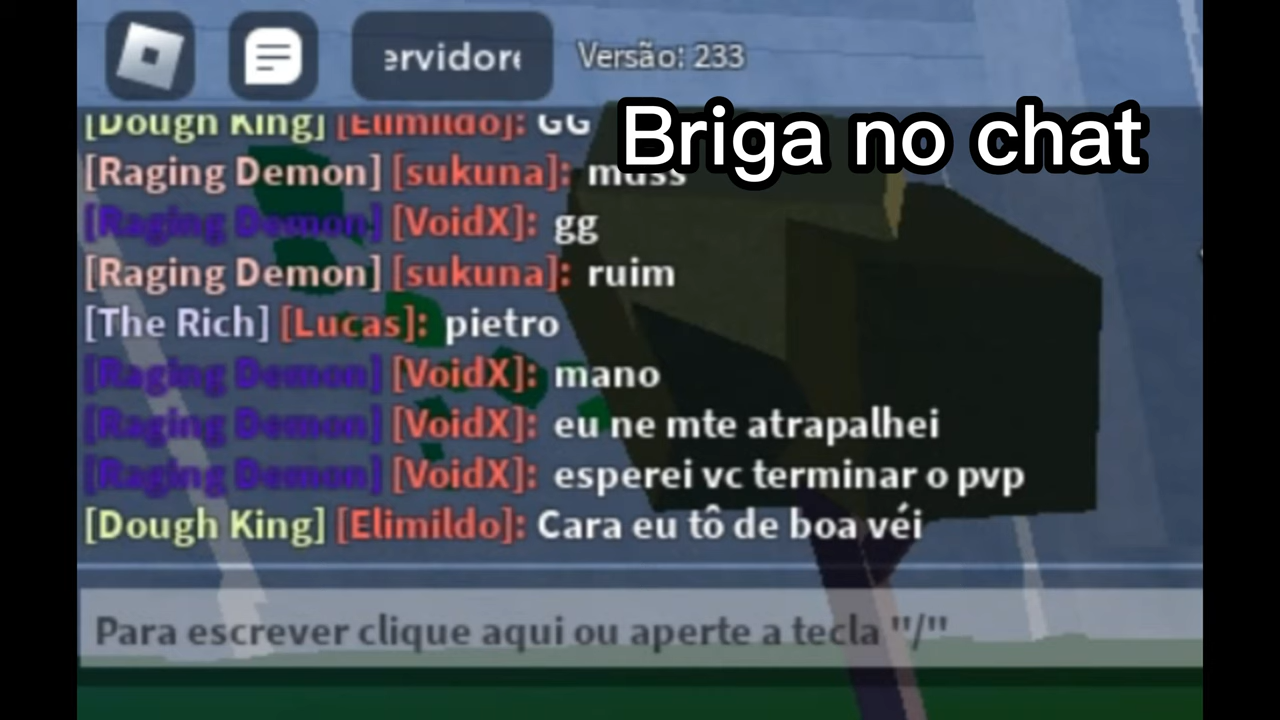 ervidore
Versão: 233
Briga no chat
[Dough King] [Elimildo]: GG
[Raging Demon] [sukuna]: muss
[Raging Demon] [VoidX]: gg
[Raging Demon] [sukuna]: ruim
[The Rich] [Lucas]: pietro
[Raging Demon] [VoidX]: mano
[Raging Demon] [VoidX]: eu ne mte atrapalhei
[Raging Demon] [VoidX]: esperei vc terminar o pvp
[Dough King] [Elimildo]: Cara eu tô de boa véi
Para escrever clique aqui ou aperte a tecla "/"